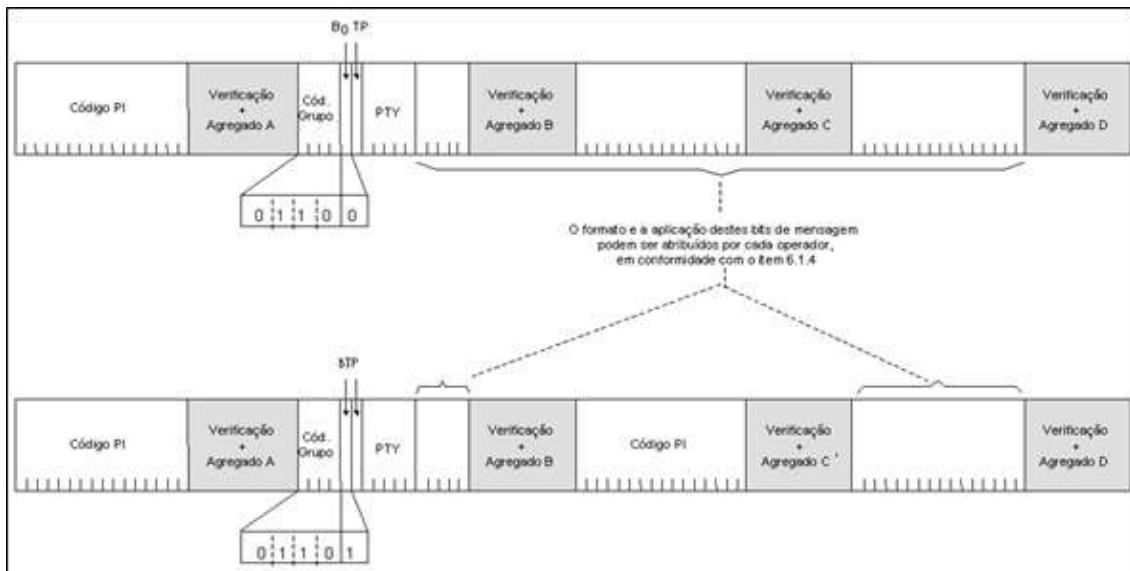 B0 TP
Código PI
Verificação
+
Agregado A
Cód.
Grupo
PTY
Verificação
+
Agregado B
Verificação
+
Agregado C
Verificação
+
Agregado D
0 1 1 0 0
O formato e a aplicação destes bits de mensagem
podem ser atribuídos por cada operador,
em conformidade com o item 6.1.4
BTP
Código PI
Verificação
+
Agregado A
Cód.
Grupo
PTY
Verificação
+
Agregado B
Código PI
Verificação
+
Agregado C '
Verificação
+
Agregado D
0 1 1 0 1